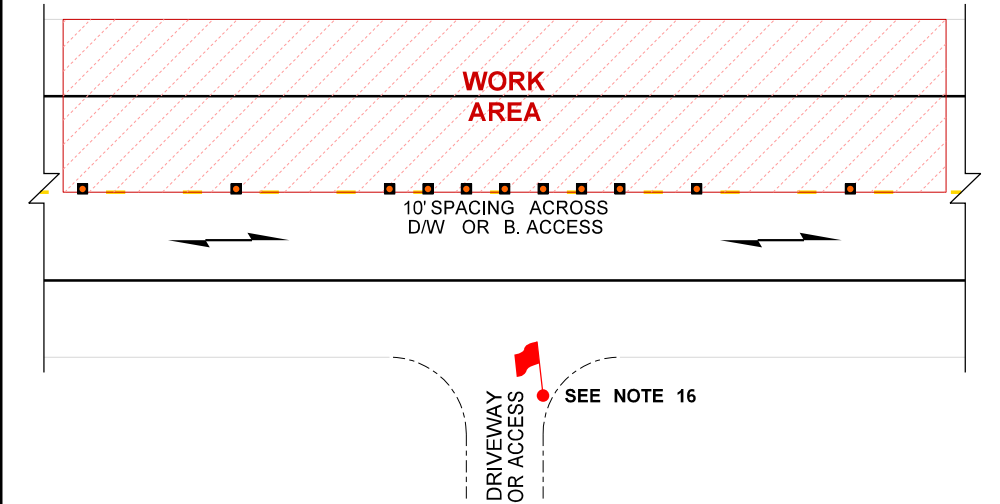 WORK
AREA
10' SPACING ACROSS
D/W OR B. ACCESS
SEE NOTE 16
DRIVEWAY
OR ACCESS